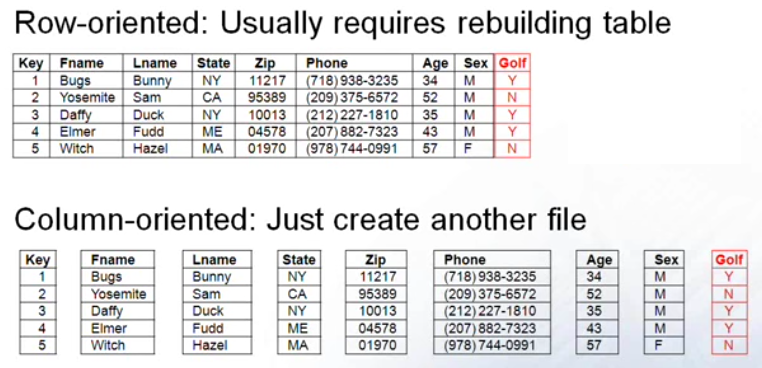 Row-oriented: Usually requires rebuilding table
Key Fname Lname State Zip Phone Age Sex Golf
1 Bugs Bunny NY 11217 (718) 938-3235 34 M Y
2 Yosemite Sam CA 95389 (209) 375-6572 52 M N
3 Daffy Duck NY 10013 (212) 227-1810 35 M Y
4 Elmer Fudd ME 04578 (207) 882-7323 43 M Y
5 Witch Hazel MA 01970 (978) 744-0991 57 F N
Column-oriented: Just create another file
Key Fname Lname State Zip Phone Age Sex Golf
1 Bugs Bunny NY 11217 (718) 938-3235 34 M Y
2 Yosemite Sam CA 95389 (209) 375-6572 52 M N
3 Daffy Duck NY 10013 (212) 227-1810 35 M Y
4 Elmer Fudd ME 04578 (207) 882-7323 43 M Y
5 Witch Hazel MA 01970 (978) 744-0991 57 F N